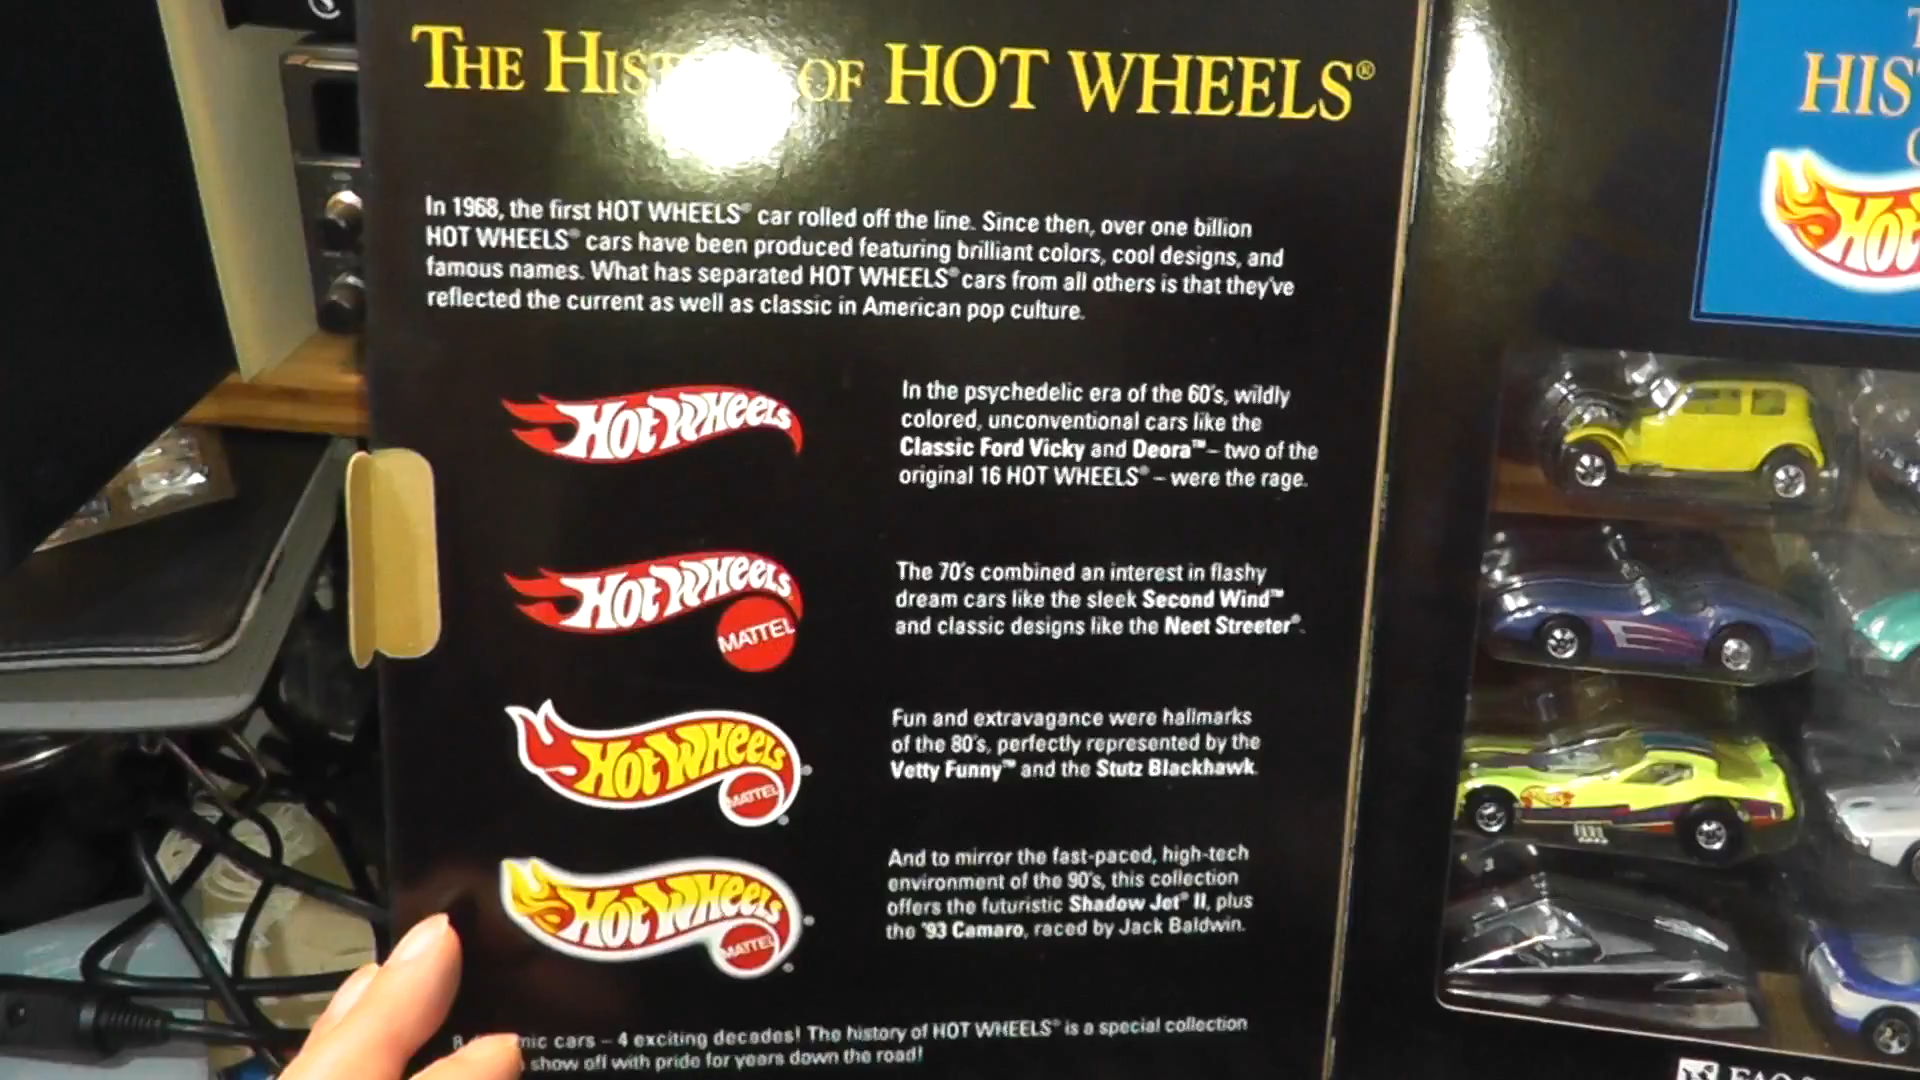 THE OF HOT WHEELS®
In 1968, the first HOT WHEELS® car rolled off the line. Since then, over one billion
HOT WHEELS® cars have been produced featuring brilliant colors, cool designs, and
famous names. What has separated HOT WHEELS® cars from all others is that they've
reflected the current as well as classic in American pop culture.
HOT WHEELS
In the psychedelic era of the 60's, wildly
colored, unconventional cars like the
Classic Ford Vicky and Deora™ – two of the
original 16 HOT WHEELS® – were the rage.
HOT WHEELS
MATTEL
The 70's combined an interest in flashy
dream cars like the sleek Second Wind™
and classic designs like the Neet Streeter®.
HOT WHEELS
MATTEL
Fun and extravagance were hallmarks
of the 80's, perfectly represented by the
Vetty Funny™ and the Stutz Blackhawk.
HOT WHEELS
MATTEL
And to mirror the fast-paced, high-tech
environment of the 90's, this collection
offers the futuristic Shadow Jet® II, plus
the '93 Camaro, raced by Jack Baldwin.
8 cars – 4 exciting decades! The history of HOT WHEELS® is a special collection
show off with pride for years down the road!
HOT